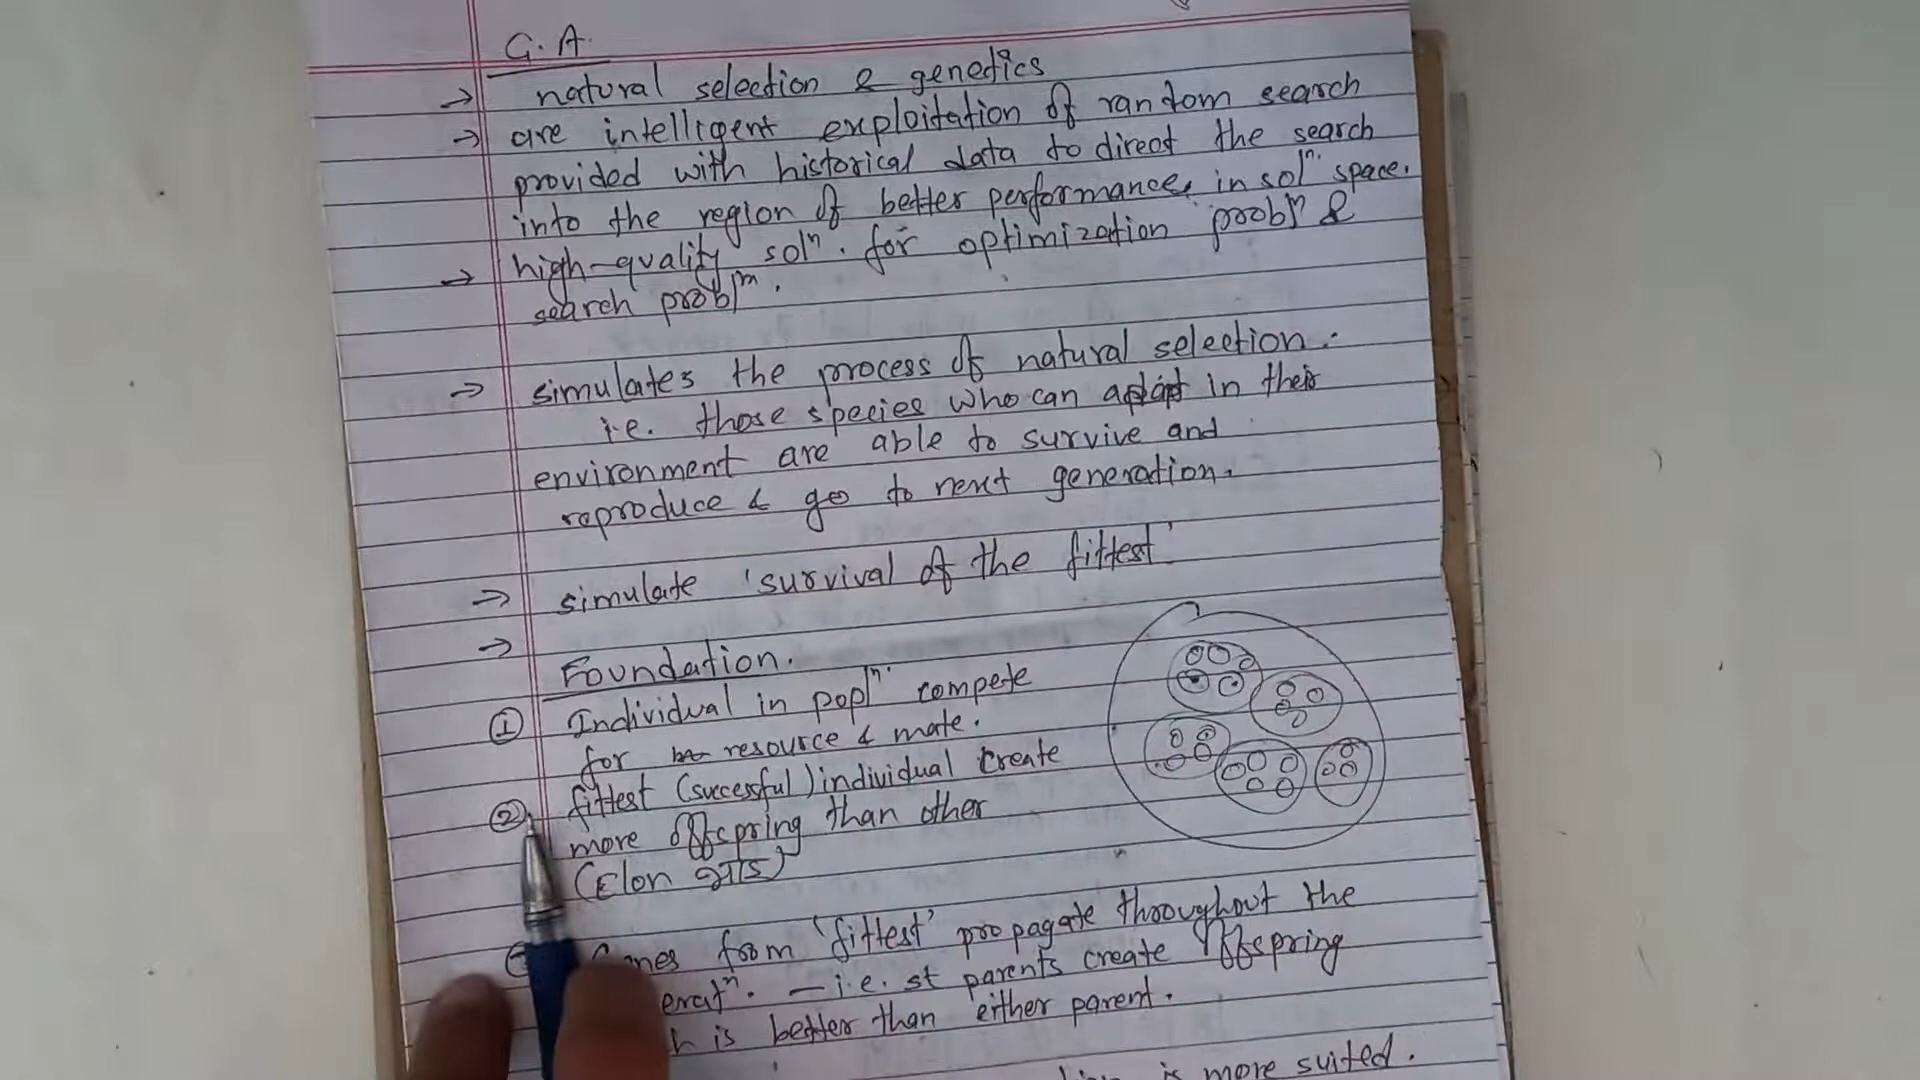 G.A.
→ natural selection & genetics
→ are intelligent exploitation of random search
provided with historical data to direct the search
into the region of better performance, in solⁿ. space.
→ high-quality solⁿ. for optimization problᵐ &
search problᵐ.
→ simulates the process of natural selection.
i.e. those species who can adapt in their
environment are able to survive and
reproduce & go to next generation.
→ simulate 'survival of the fittest'
→ Foundation.
① Individual in poplⁿ. compete
for resource & mate.
② fittest (successful) individual create
more offspring than other
(Elon
from 'fittest' propagate throughout the
— i.e. st parents create offspring
is better than either parent.
is more suited.